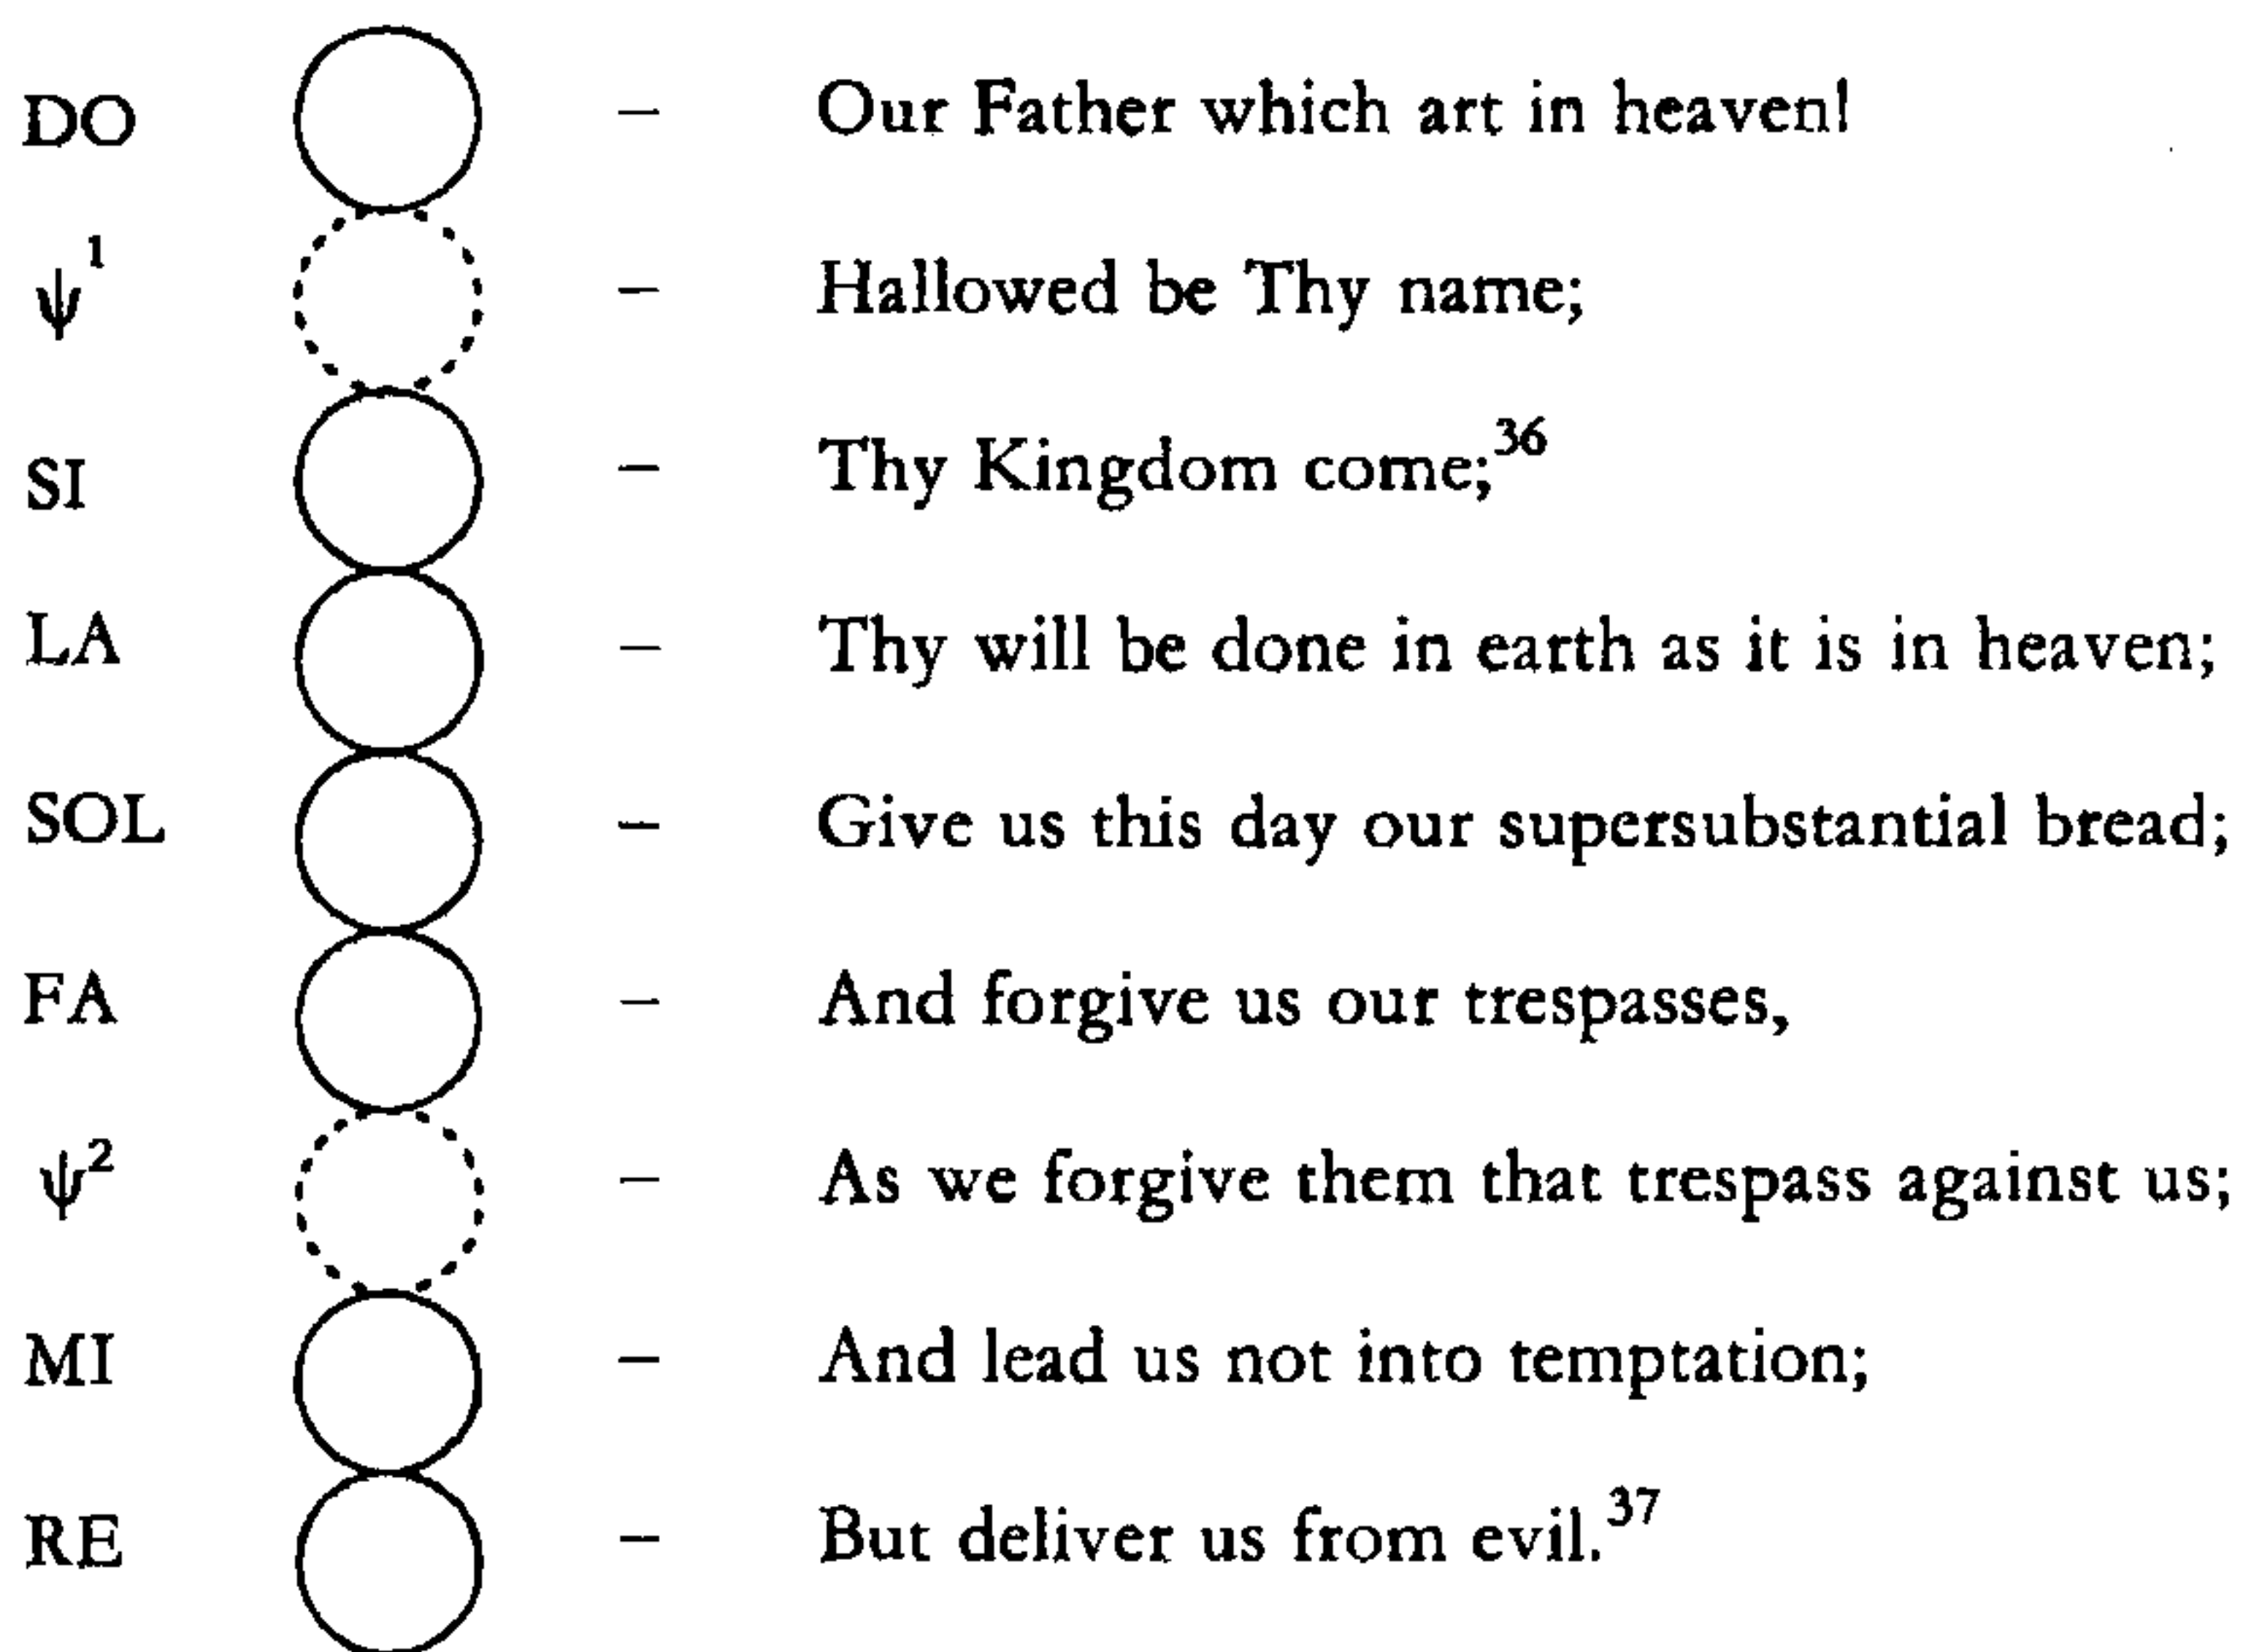 DO – Our Father which art in heaven!
ψ¹ – Hallowed be Thy name;
SI – Thy Kingdom come;³⁶
LA – Thy will be done in earth as it is in heaven;
SOL – Give us this day our supersubstantial bread;
FA – And forgive us our trespasses,
ψ² – As we forgive them that trespass against us;
MI – And lead us not into temptation;
RE – But deliver us from evil.³⁷